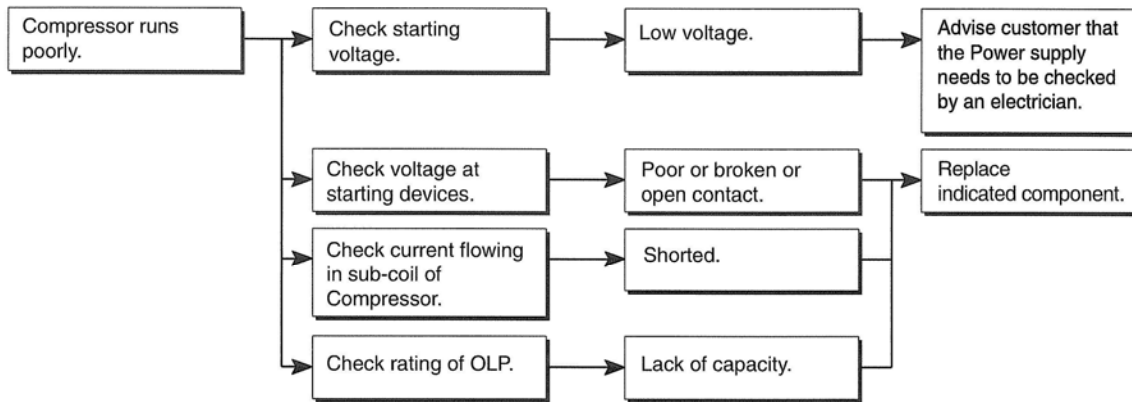 Compressor runs
poorly.
Check starting
voltage.
Low voltage.
Advise customer that
the Power supply
needs to be checked
by an electrician.
Check voltage at
starting devices.
Poor or broken or
open contact.
Replace
indicated component.
Check current flowing
in sub-coil of
Compressor.
Shorted.
Check rating of OLP.
Lack of capacity.